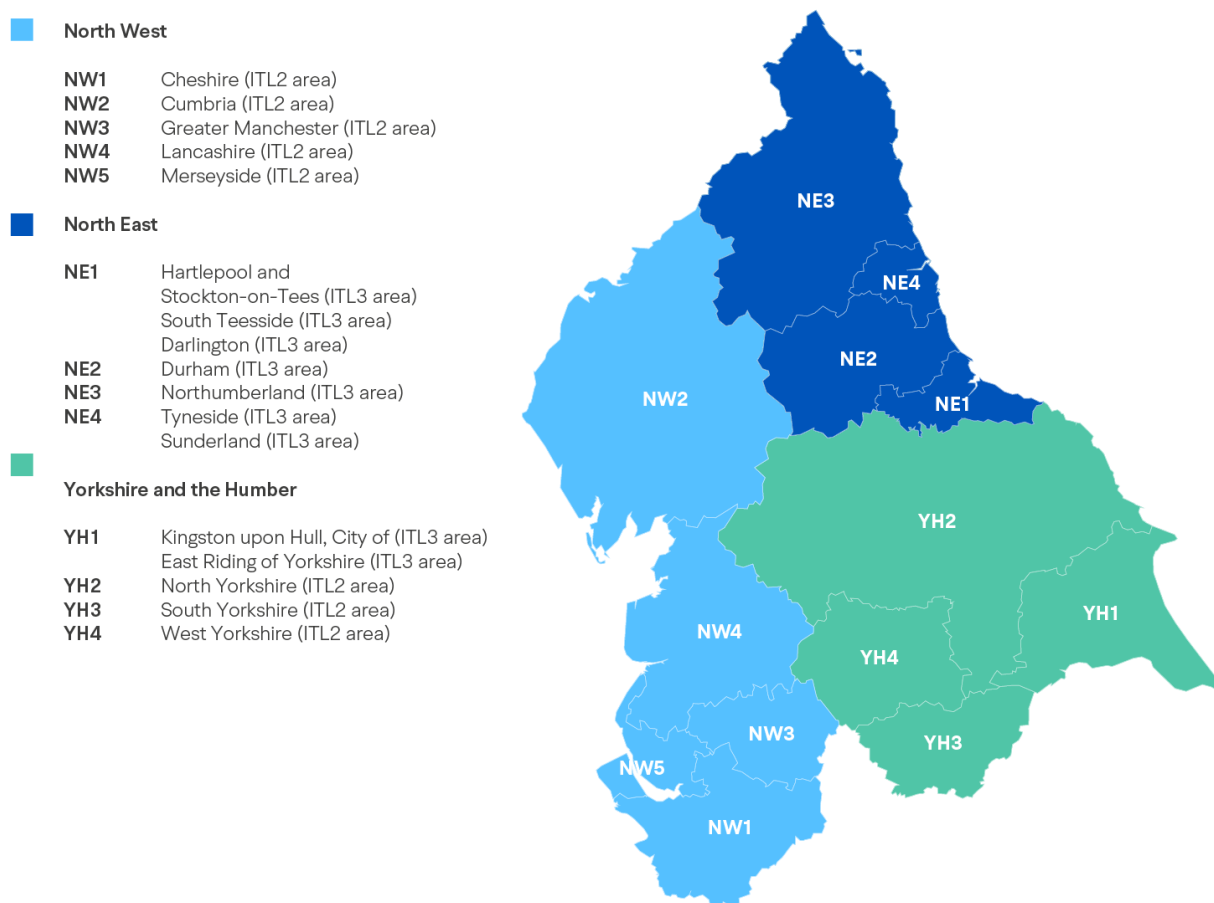 North West
NW1 Cheshire (ITL2 area)
NW2 Cumbria (ITL2 area)
NW3 Greater Manchester (ITL2 area)
NW4 Lancashire (ITL2 area)
NW5 Merseyside (ITL2 area)
North East
NE1 Hartlepool and
Stockton-on-Tees (ITL3 area)
South Teesside (ITL3 area)
Darlington (ITL3 area)
NE2 Durham (ITL3 area)
NE3 Northumberland (ITL3 area)
NE4 Tyneside (ITL3 area)
Sunderland (ITL3 area)
Yorkshire and the Humber
YH1 Kingston upon Hull, City of (ITL3 area)
East Riding of Yorkshire (ITL3 area)
YH2 North Yorkshire (ITL2 area)
YH3 South Yorkshire (ITL2 area)
YH4 West Yorkshire (ITL2 area)
NE3
NE4
NE2
NW2
NE1
YH2
YH1
NW4
YH4
NW3
YH3
NW5
NW1